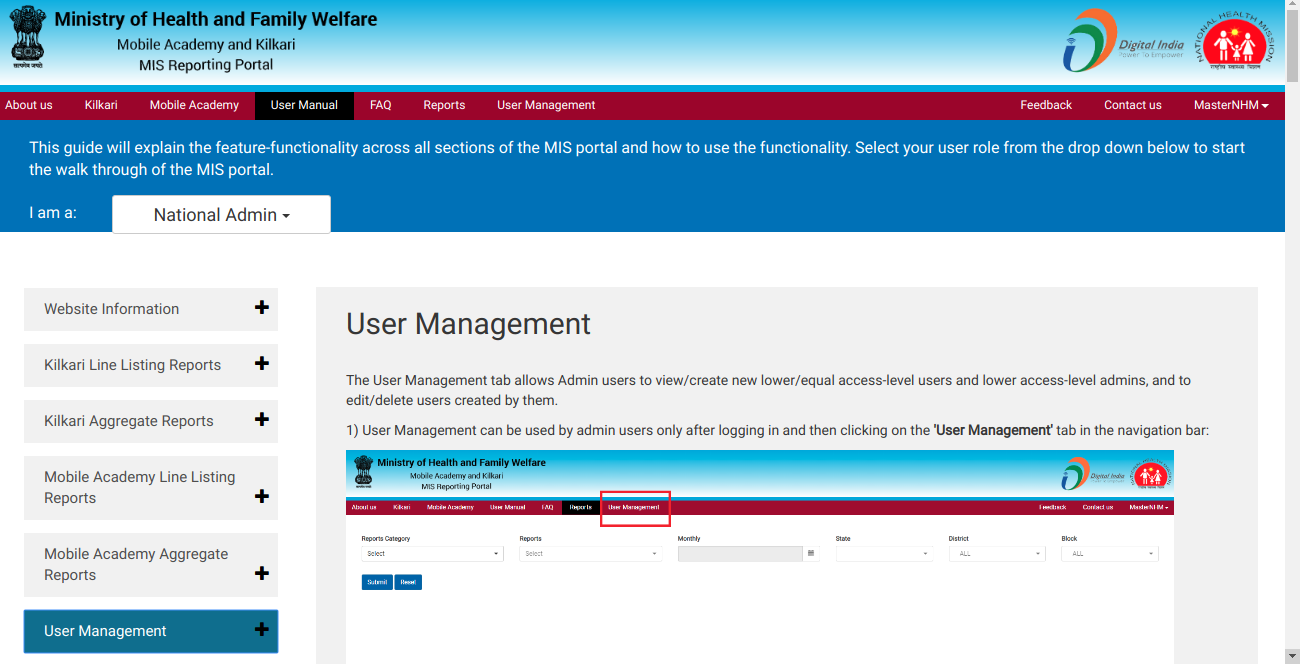 Ministry of Health and Family Welfare
Mobile Academy and Kilkari
MIS Reporting Portal
सत्यमेव जयते
Digital India
Power To Empower
NATIONAL HEALTH MISSION
राष्ट्रीय स्वास्थ्य मिशन
About us Kilkari Mobile Academy User Manual FAQ Reports User Management Feedback Contact us MasterNHM
This guide will explain the feature-functionality across all sections of the MIS portal and how to use the functionality. Select your user role from the drop down below to start
the walk through of the MIS portal.
I am a: National Admin
Website Information
Kilkari Line Listing Reports
Kilkari Aggregate Reports
Mobile Academy Line Listing
Reports
Mobile Academy Aggregate
Reports
User Management
User Management
The User Management tab allows Admin users to view/create new lower/equal access-level users and lower access-level admins, and to
edit/delete users created by them.
1) User Management can be used by admin users only after logging in and then clicking on the 'User Management' tab in the navigation bar:
Ministry of Health and Family Welfare
Mobile Academy and Kilkari
MIS Reporting Portal
Digital India
About us Kilkari Mobile Academy User Manual FAQ Reports User Management Feedback Contact us MasterNHM
Reports Category Reports Monthly State District Block
Select Select ALL ALL
Submit Reset